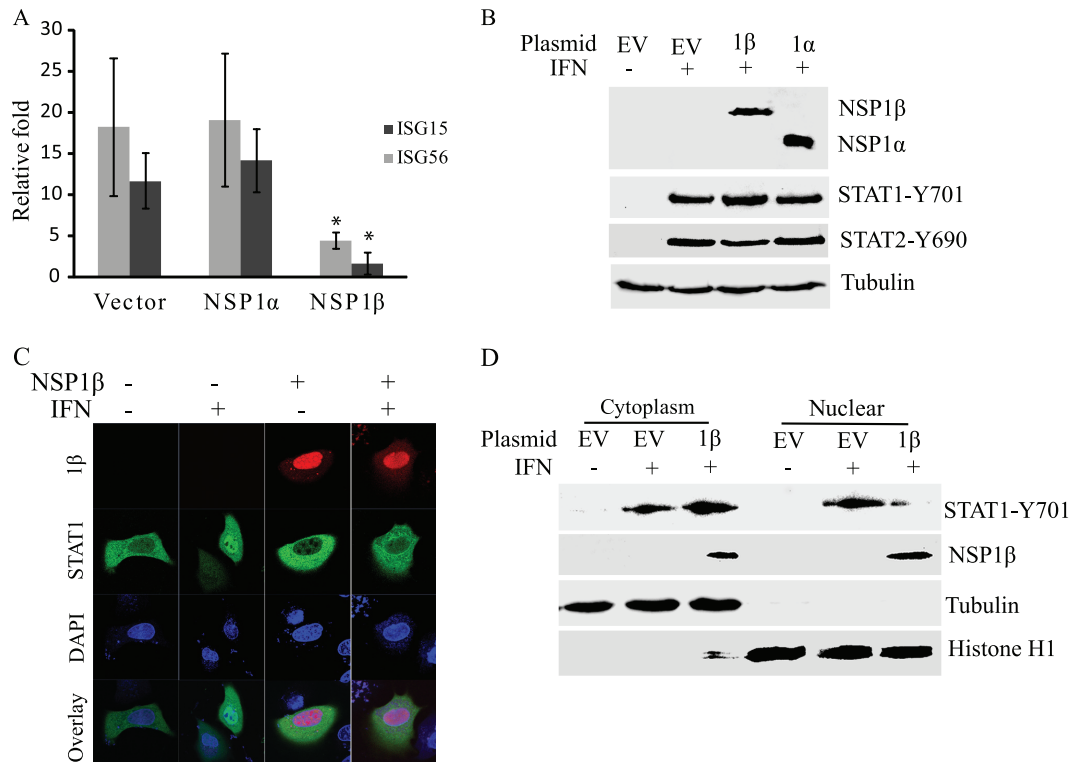 A
30
25
20
15
10
5
0
Relative fold
Vector NSP1α NSP1β
* *
ISG15
ISG56
B
Plasmid EV EV 1β 1α
IFN - + + +
NSP1β
NSP1α
STAT1-Y701
STAT2-Y690
Tubulin
C
NSP1β - - + +
IFN - + - +
1β
STAT1
DAPI
Overlay
D
Cytoplasm Nuclear
Plasmid EV EV 1β EV EV 1β
IFN - + + - + +
STAT1-Y701
NSP1β
Tubulin
Histone H1